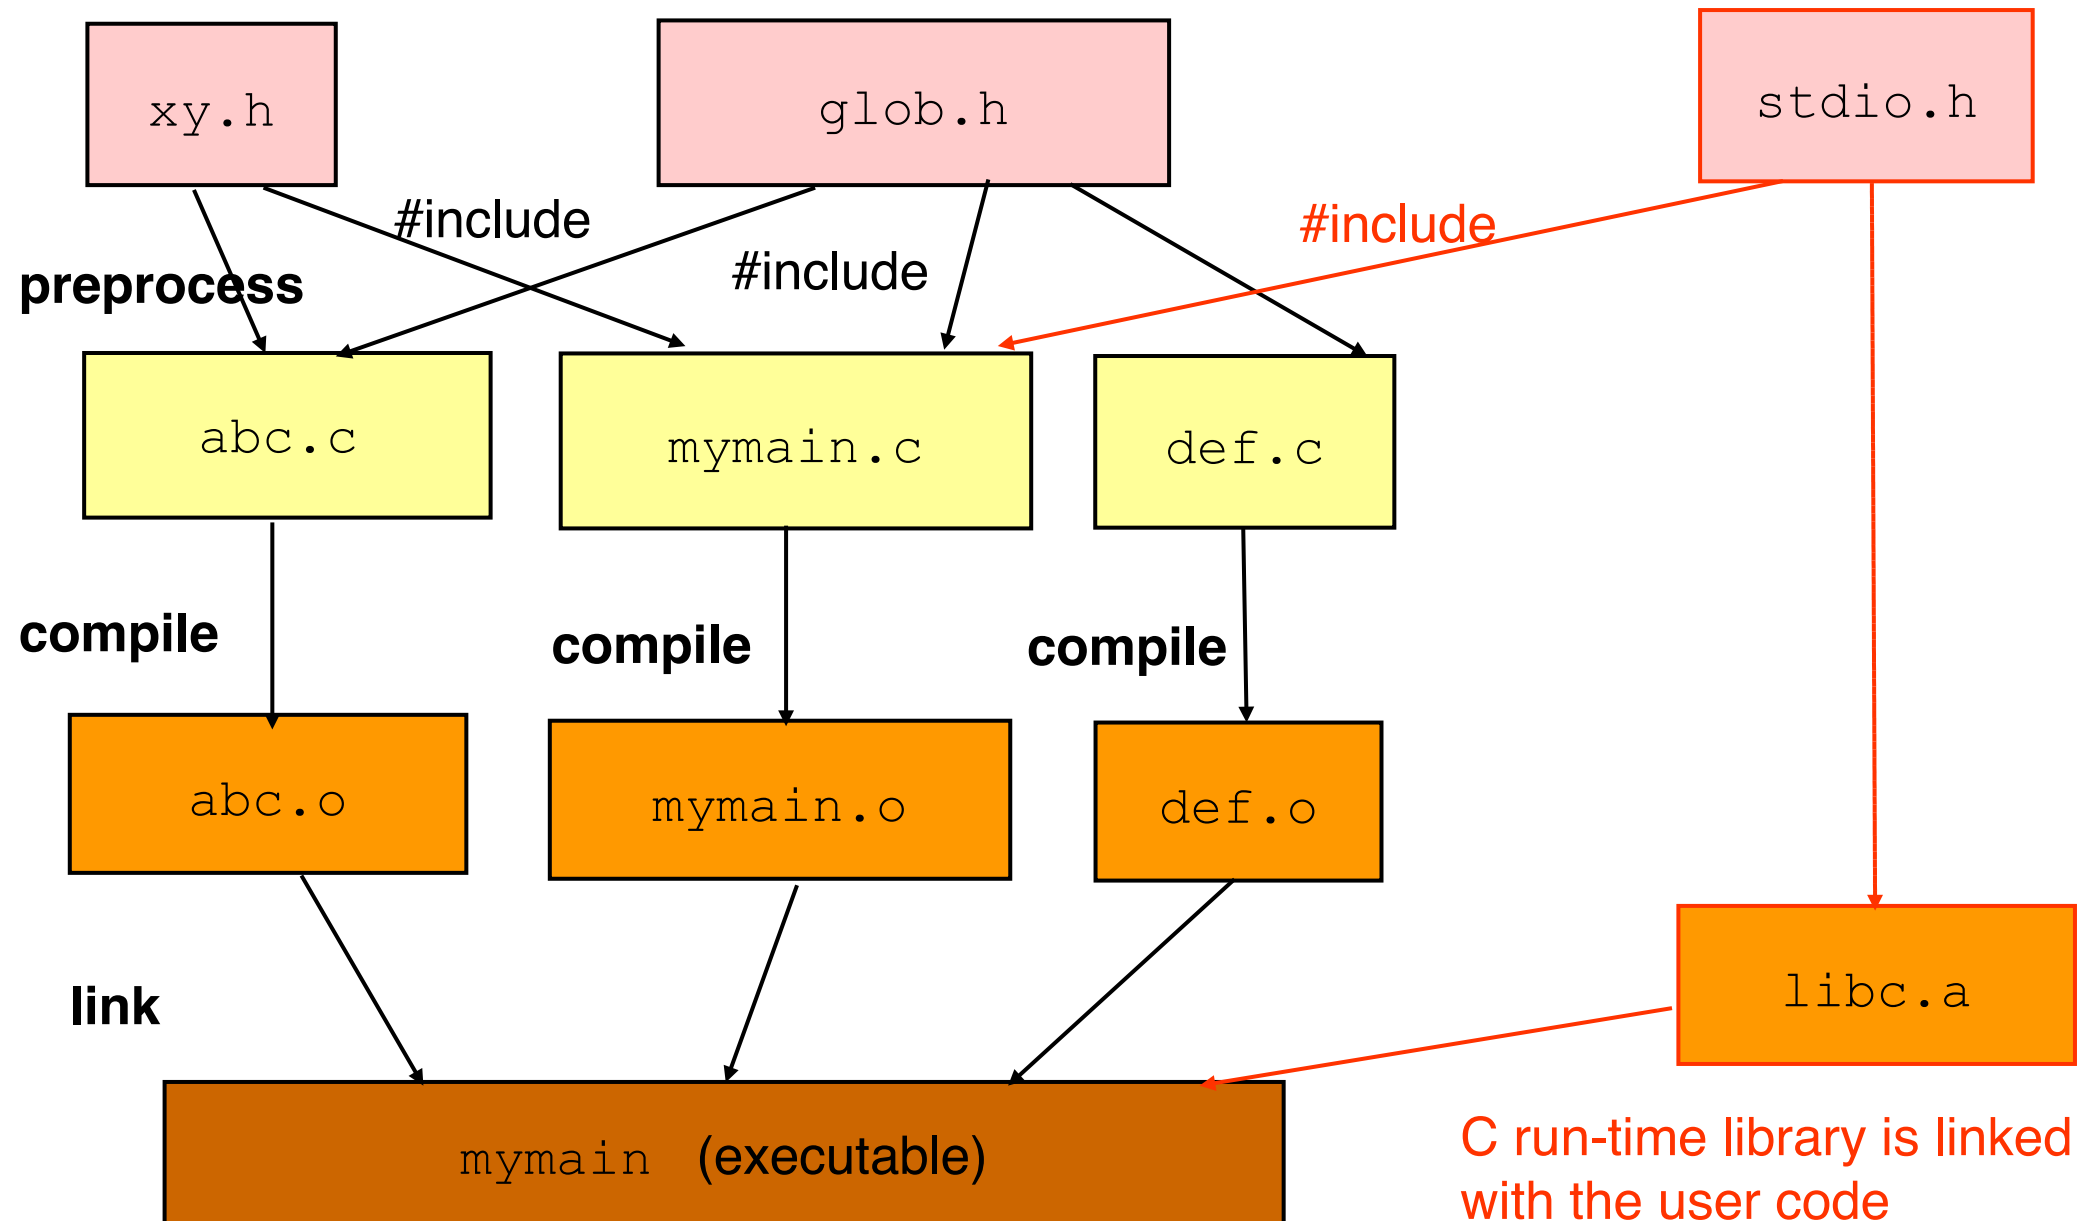 xy.h
glob.h
stdio.h
#include
#include
#include
preprocess
abc.c
mymain.c
def.c
compile
compile
compile
abc.o
mymain.o
def.o
libc.a
link
mymain (executable)
C run-time library is linked
with the user code